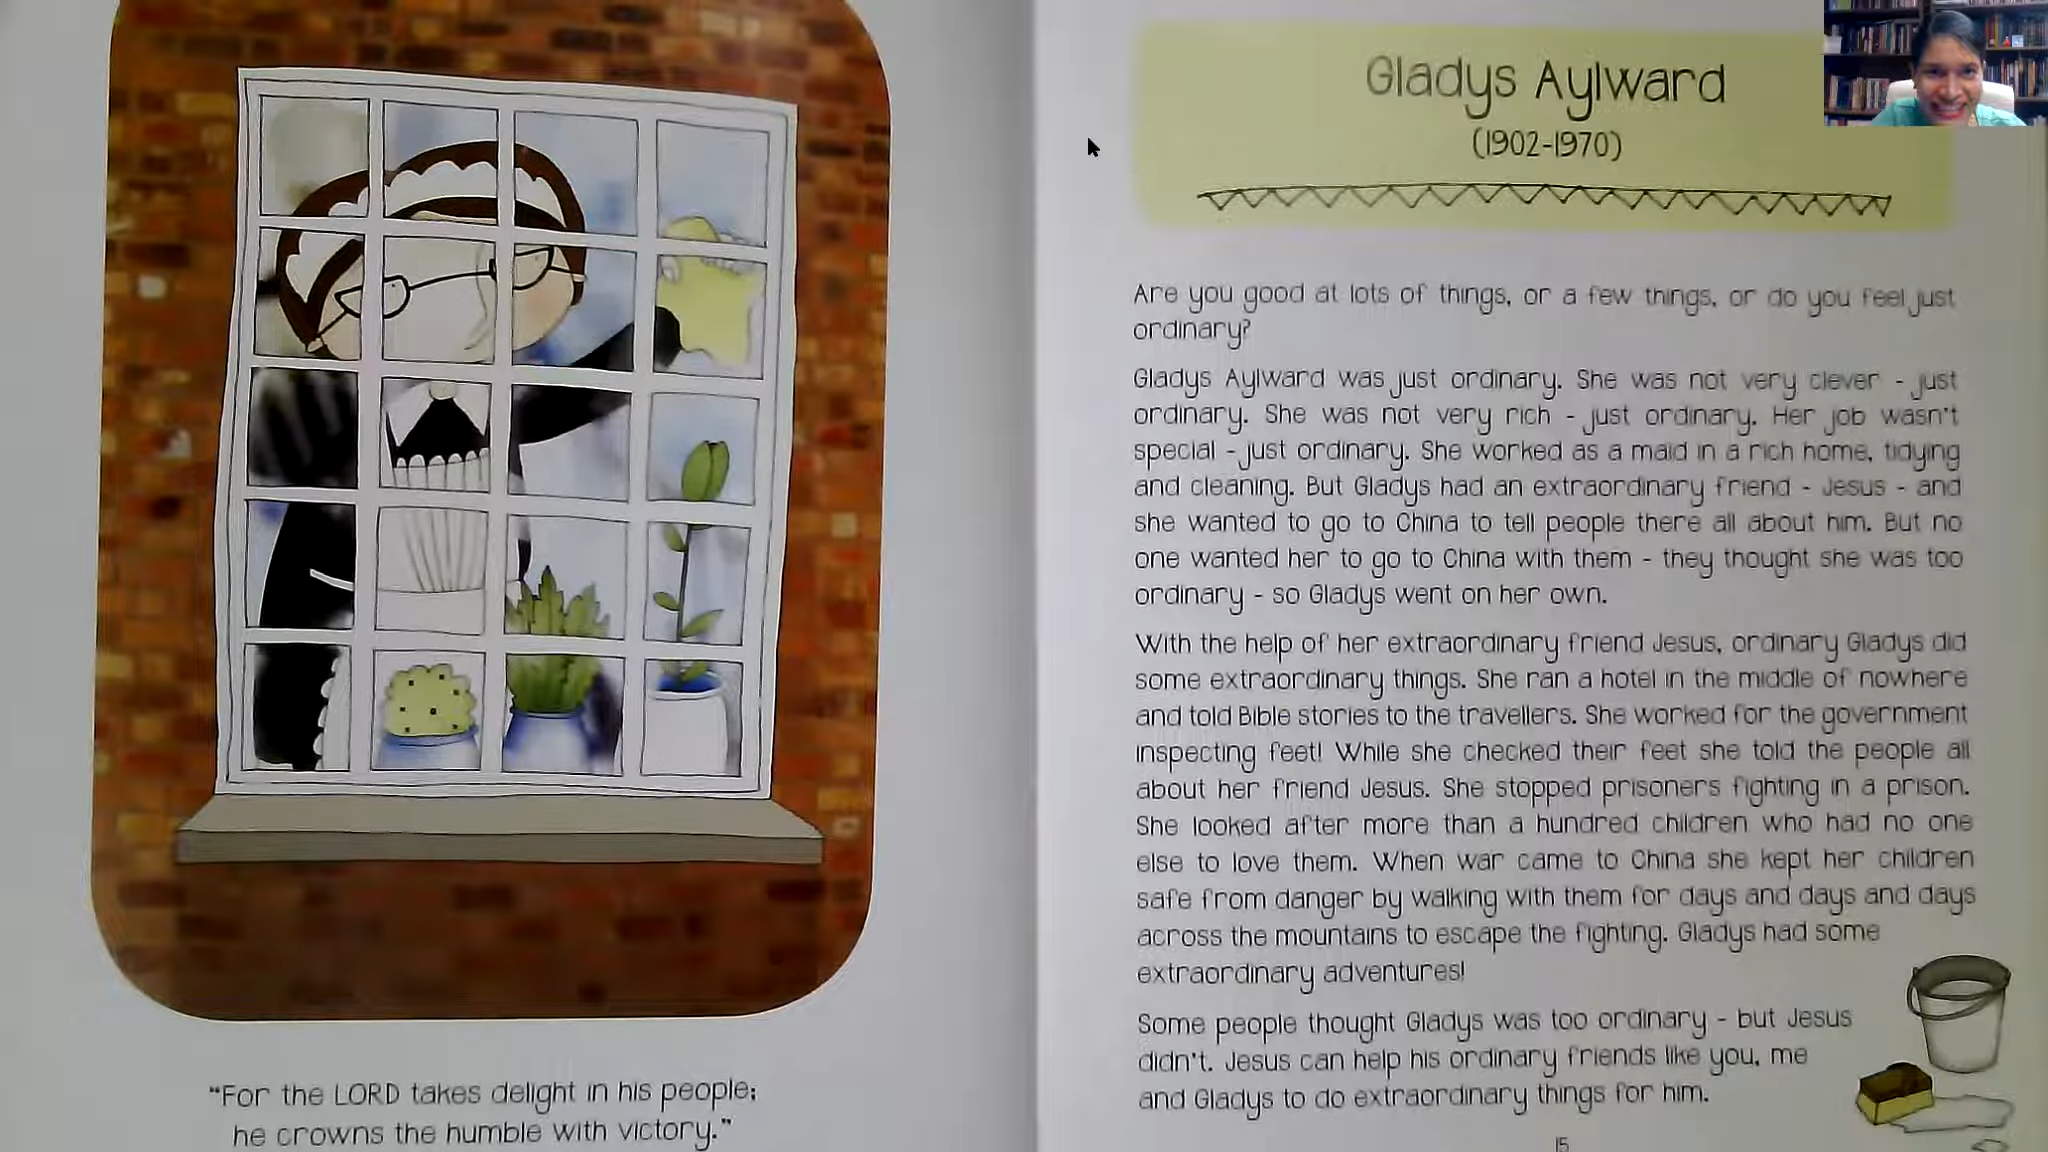 "For the LORD takes delight in his people;
he crowns the humble with victory."
Gladys Aylward
(1902-1970)
Are you good at lots of things, or a few things, or do you feel just
ordinary?
Gladys Aylward was just ordinary. She was not very clever - just
ordinary. She was not very rich - just ordinary. Her job wasn't
special - just ordinary. She worked as a maid in a rich home, tidying
and cleaning. But Gladys had an extraordinary friend - Jesus - and
she wanted to go to China to tell people there all about him. But no
one wanted her to go to China with them - they thought she was too
ordinary - so Gladys went on her own.
With the help of her extraordinary friend Jesus, ordinary Gladys did
some extraordinary things. She ran a hotel in the middle of nowhere
and told Bible stories to the travellers. She worked for the government
inspecting feet! While she checked their feet she told the people all
about her friend Jesus. She stopped prisoners fighting in a prison.
She looked after more than a hundred children who had no one
else to love them. When war came to China she kept her children
safe from danger by walking with them for days and days and days
across the mountains to escape the fighting. Gladys had some
extraordinary adventures!
Some people thought Gladys was too ordinary - but Jesus
didn't. Jesus can help his ordinary friends like you, me
and Gladys to do extraordinary things for him.
15